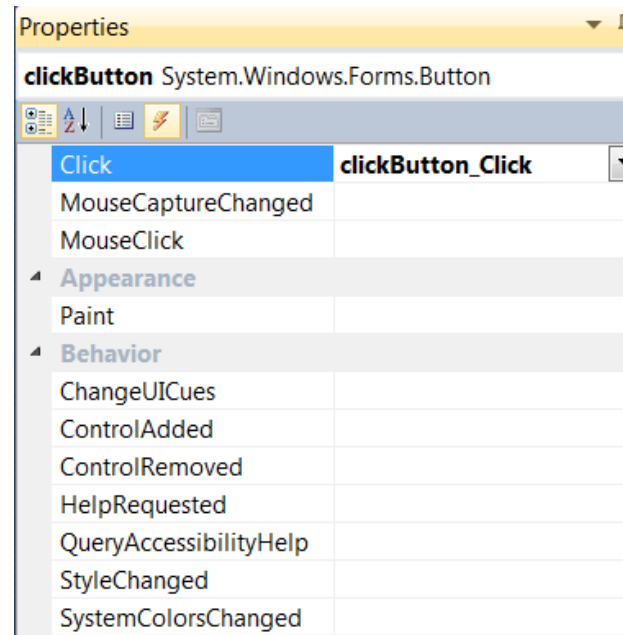 Properties
clickButton System.Windows.Forms.Button
Click clickButton_Click
MouseCaptureChanged
MouseClick
Appearance
Paint
Behavior
ChangeUICues
ControlAdded
ControlRemoved
HelpRequested
QueryAccessibilityHelp
StyleChanged
SystemColorsChanged